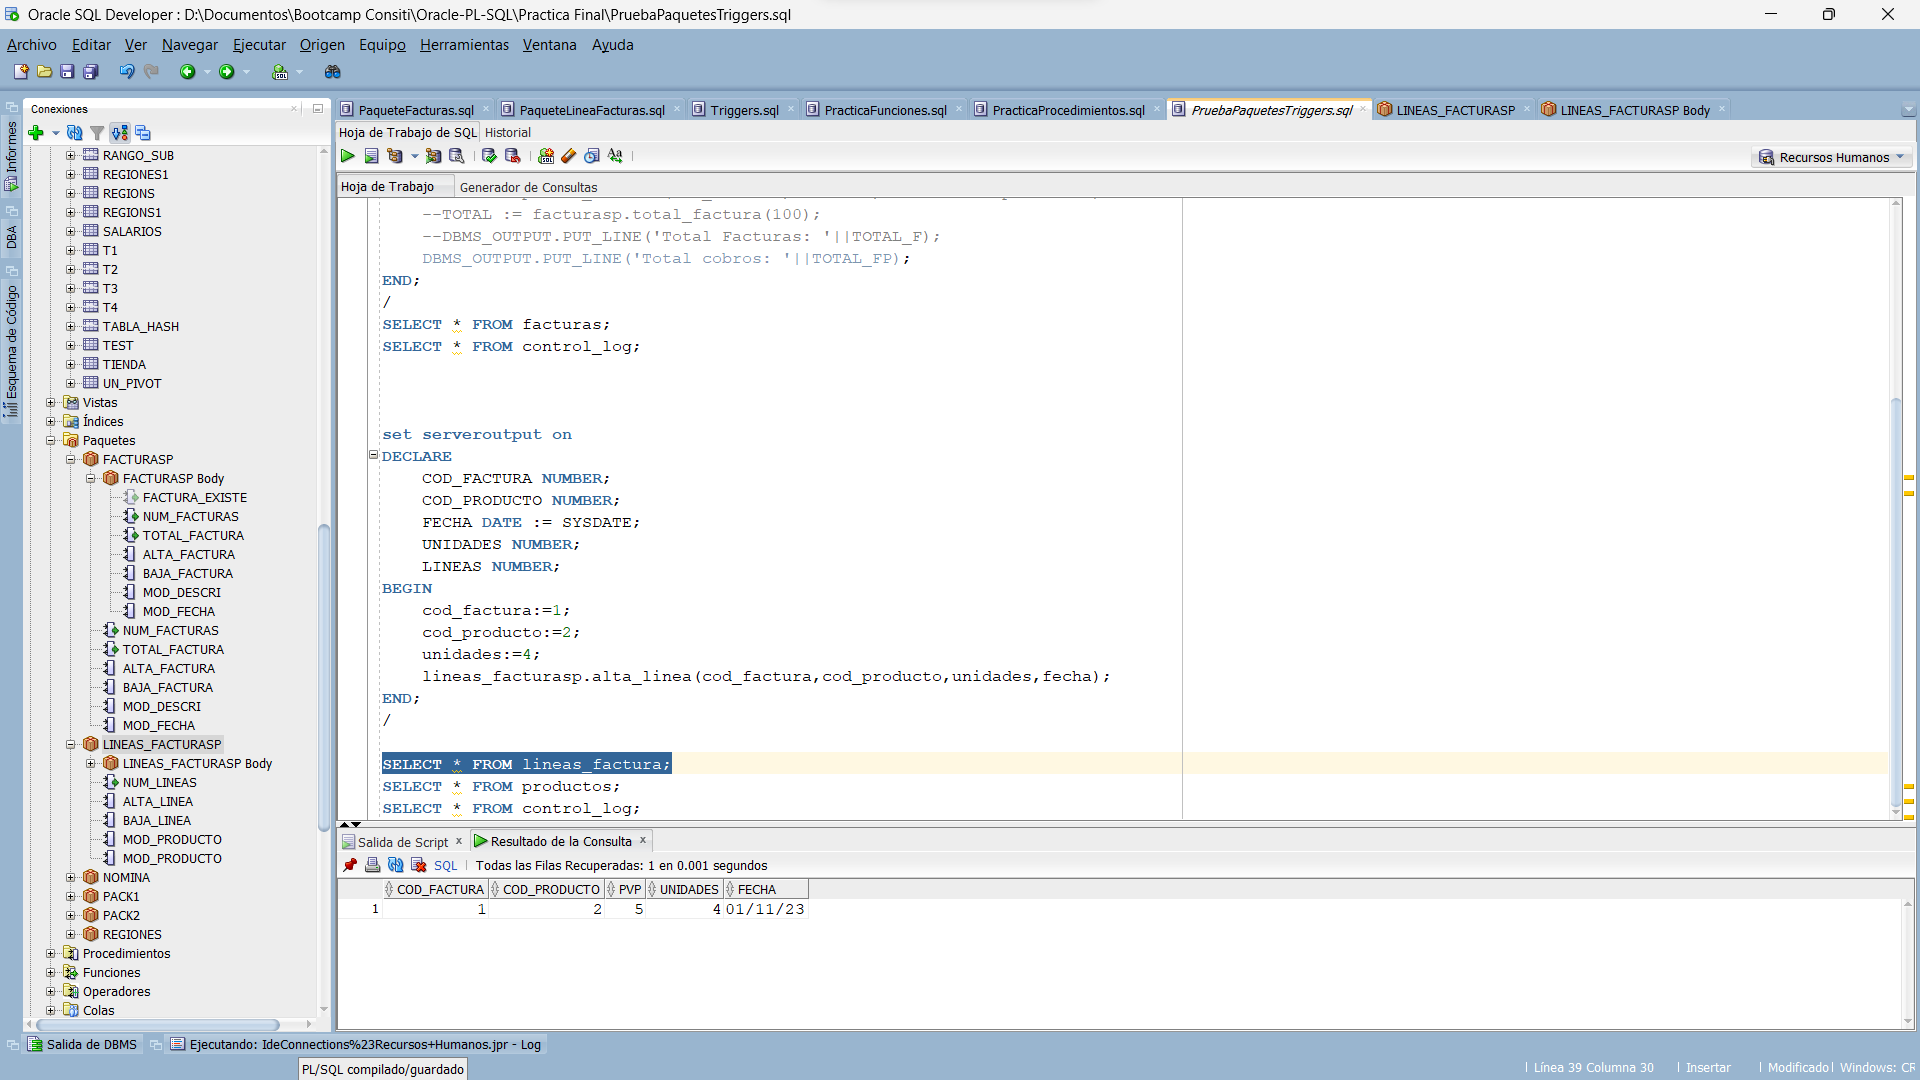 Oracle SQL Developer : D:\Documentos\Bootcamp Consiti\Oracle-PL-SQL\Practica Final\PruebaPaquetesTriggers.sql
Archivo Editar Ver Navegar Ejecutar Origen Equipo Herramientas Ventana Ayuda
Informes
DBA
Esquema de Código
Conexiones
RANGO_SUB
REGIONES1
REGIONS
REGIONS1
SALARIOS
T1
T2
T3
T4
TABLA_HASH
TEST
TIENDA
UN_PIVOT
Vistas
Índices
Paquetes
FACTURASP
FACTURASP Body
FACTURA_EXISTE
NUM_FACTURAS
TOTAL_FACTURA
ALTA_FACTURA
BAJA_FACTURA
MOD_DESCRI
MOD_FECHA
NUM_FACTURAS
TOTAL_FACTURA
ALTA_FACTURA
BAJA_FACTURA
MOD_DESCRI
MOD_FECHA
LINEAS_FACTURASP
LINEAS_FACTURASP Body
NUM_LINEAS
ALTA_LINEA
BAJA_LINEA
MOD_PRODUCTO
MOD_PRODUCTO
NOMINA
PACK1
PACK2
REGIONES
Procedimientos
Funciones
Operadores
Colas
PaqueteFacturas.sql PaqueteLineaFacturas.sql Triggers.sql PracticaFunciones.sql PracticaProcedimientos.sql PruebaPaquetesTriggers.sql LINEAS_FACTURASP LINEAS_FACTURASP Body
Hoja de Trabajo de SQL Historial
Recursos Humanos
Hoja de Trabajo Generador de Consultas
--TOTAL := facturasp.total_factura(100);
--DBMS_OUTPUT.PUT_LINE('Total Facturas: '||TOTAL_F);
DBMS_OUTPUT.PUT_LINE('Total cobros: '||TOTAL_FP);
END;
/
SELECT * FROM facturas;
SELECT * FROM control_log;
set serveroutput on
DECLARE
COD_FACTURA NUMBER;
COD_PRODUCTO NUMBER;
FECHA DATE := SYSDATE;
UNIDADES NUMBER;
LINEAS NUMBER;
BEGIN
cod_factura:=1;
cod_producto:=2;
unidades:=4;
lineas_facturasp.alta_linea(cod_factura,cod_producto,unidades,fecha);
END;
/
SELECT * FROM lineas_factura;
SELECT * FROM productos;
SELECT * FROM control_log;
Salida de Script Resultado de la Consulta
SQL Todas las Filas Recuperadas: 1 en 0.001 segundos
COD_FACTURA COD_PRODUCTO PVP UNIDADES FECHA
1 1 2 5 4 01/11/23
Salida de DBMS Ejecutando: IdeConnections%23Recursos+Humanos.jpr - Log
PL/SQL compilado/guardado
Línea 39 Columna 30 Insertar Modificado Windows: CR